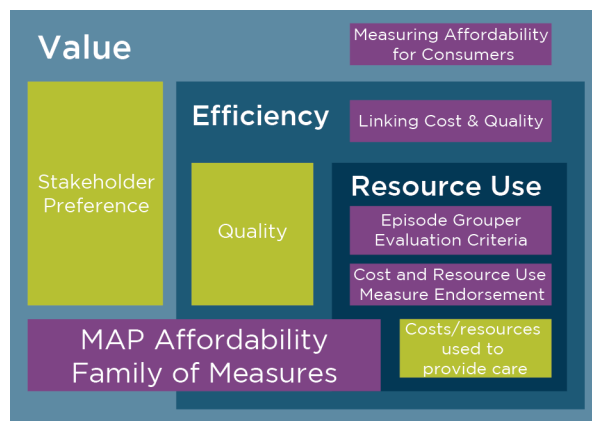 Value
Measuring Affordability
for Consumers
Efficiency
Linking Cost & Quality
Stakeholder
Preference
Quality
Resource Use
Episode Grouper
Evaluation Criteria
Cost and Resource Use
Measure Endorsement
MAP Affordability
Family of Measures
Costs/resources
used to
provide care